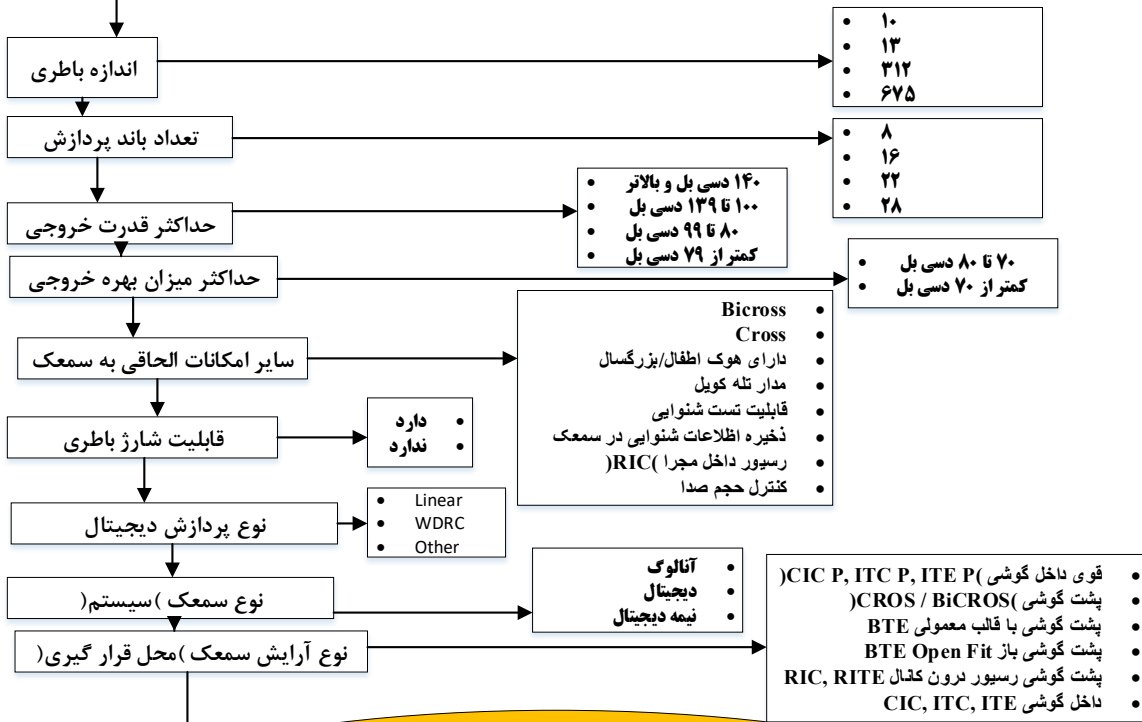 اندازه باطری
۱۰
۱۳
۳۱۲
۶۷۵
تعداد باند پردازش
۸
۱۶
۲۲
۲۸
حداکثر قدرت خروجی
۱۴۰ دسی بل و بالاتر
۱۰۰ تا ۱۳۹ دسی بل
۸۰ تا ۹۹ دسی بل
کمتر از ۷۹ دسی بل
حداکثر میزان بهره خروجی
۷۰ تا ۸۰ دسی بل
کمتر از ۷۰ دسی بل
سایر امکانات الحاقی به سمعک
Bicross
Cross
دارای هوک اطفال/بزرگسال
مدار تله کویل
قابلیت تست شنوایی
ذخیره اظلاعات شنوایی در سمعک
رسیور داخل مجرا )RIC(
کنترل حجم صدا
قابلیت شارژ باطری
دارد
ندارد
نوع پردازش دیجیتال
Linear
WDRC
Other
نوع سمعک )سیستم(
آنالوگ
دیجیتال
نیمه دیجیتال
نوع آرایش سمعک )محل قرار گیری(
قوی داخل گوشی )CIC P, ITC P, ITE P(
پشت گوشی )CROS / BiCROS(
پشت گوشی با قالب معمولی BTE
پشت گوشی باز BTE Open Fit
پشت گوشی رسیور درون کانال RIC, RITE
داخل گوشی CIC, ITC, ITE